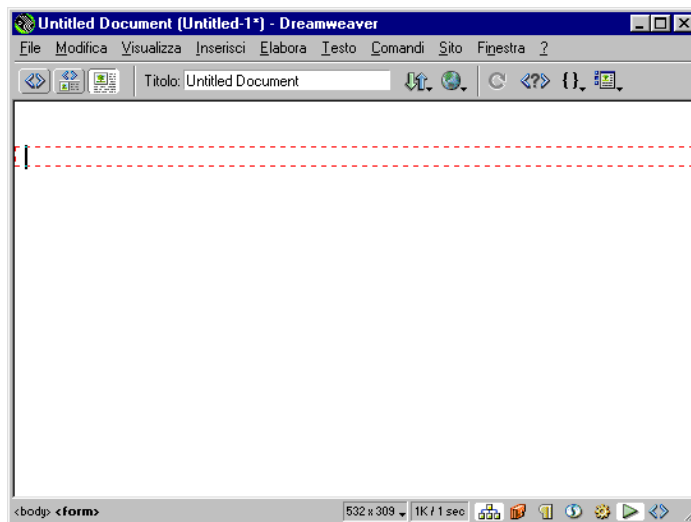 Untitled Document (Untitled-1*) - Dreamweaver
File Modifica Visualizza Inserisci Elabora Testo Comandi Sito Finestra ?
Titolo: Untitled Document
<body> <form> 532 x 309 1K / 1 sec